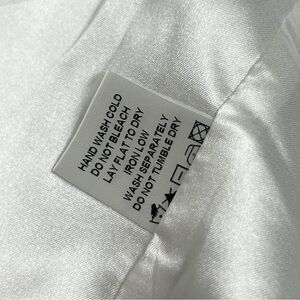 HAND WASH COLD
DO NOT BLEACH
LAY FLAT TO DRY
IRON LOW
WASH SEPARATELY
DO NOT TUMBLE DRY